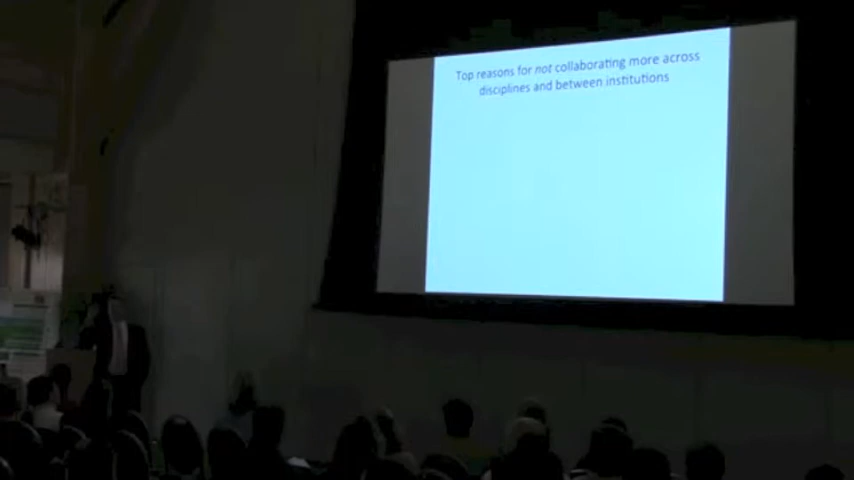 Top reasons for not collaborating more across
disciplines and between institutions